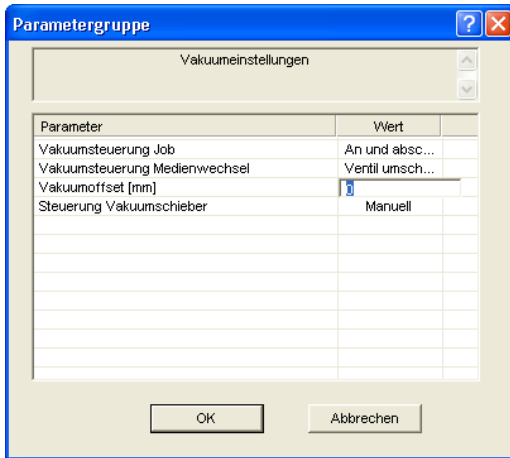 Parametergruppe
Vakuumeinstellungen
Parameter Wert
Vakuumsteuerung Job An und absc...
Vakuumsteuerung Medienwechsel Ventil umsch...
Vakuumoffset [mm] 0
Steuerung Vakuumschieber Manuell
OK Abbrechen